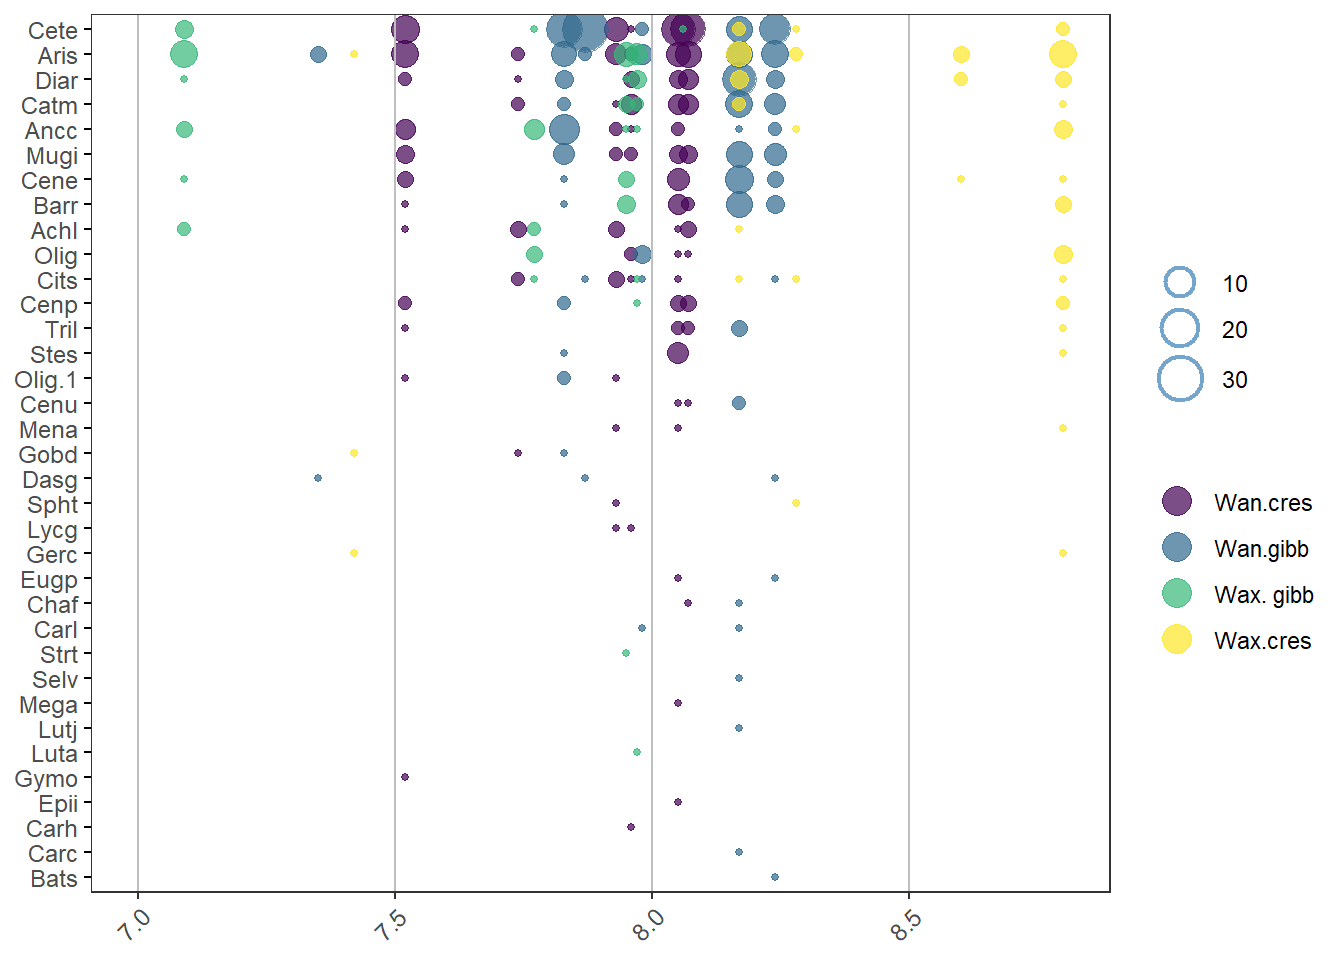 Cete
Aris
Diar
Catm
Ancc
Mugi
Cene
Barr
Achl
Olig
Cits
Cenp
Tril
Stes
Olig.1
Cenu
Mena
Gobd
Dasg
Spht
Lycg
Gerc
Eugp
Chaf
Carl
Strt
Selv
Mega
Lutj
Luta
Gymo
Epii
Carh
Carc
Bats
7.0
7.5
8.0
8.5
10
20
30
Wan.cres
Wan.gibb
Wax. gibb
Wax.cres